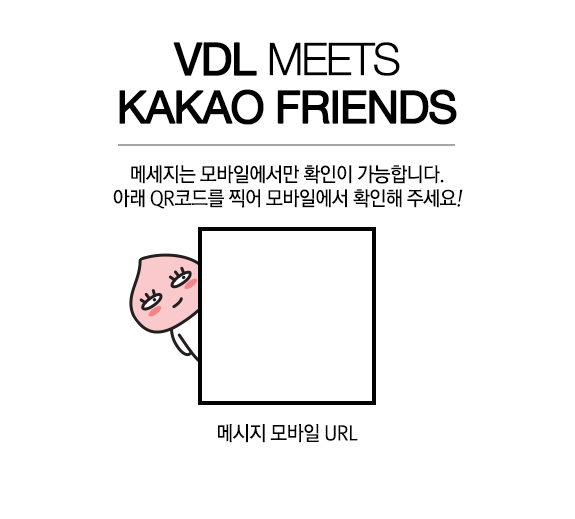 VDL MEETS
KAKAO FRIENDS
메세지는 모바일에서만 확인이 가능합니다.
아래 QR코드를 찍어 모바일에서 확인해 주세요!
메시지 모바일 URL